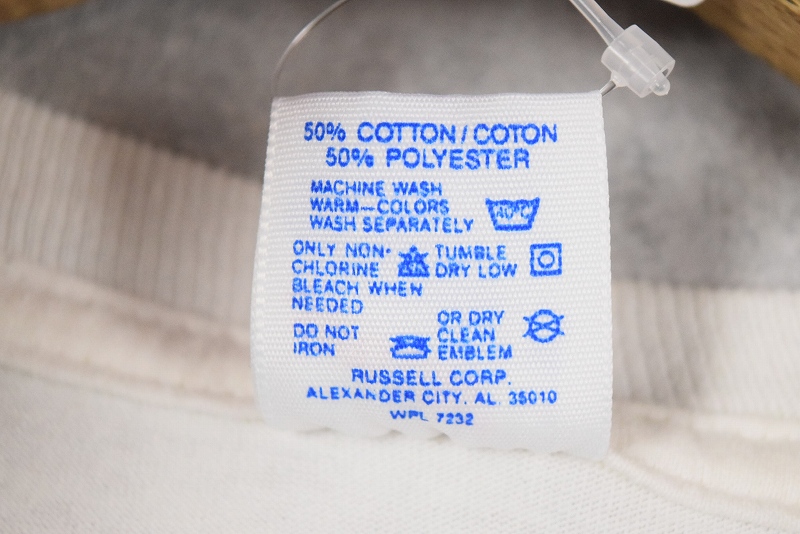 50% COTTON/COTON
50% POLYESTER
MACHINE WASH
WARM—COLORS
WASH SEPARATELY
40°C
ONLY NON-
CHLORINE
BLEACH WHEN
NEEDED
TUMBLE
DRY LOW
DO NOT
IRON
OR DRY
CLEAN
EMBLEM
RUSSELL CORP.
ALEXANDER CITY, AL. 35010
WPL 7232